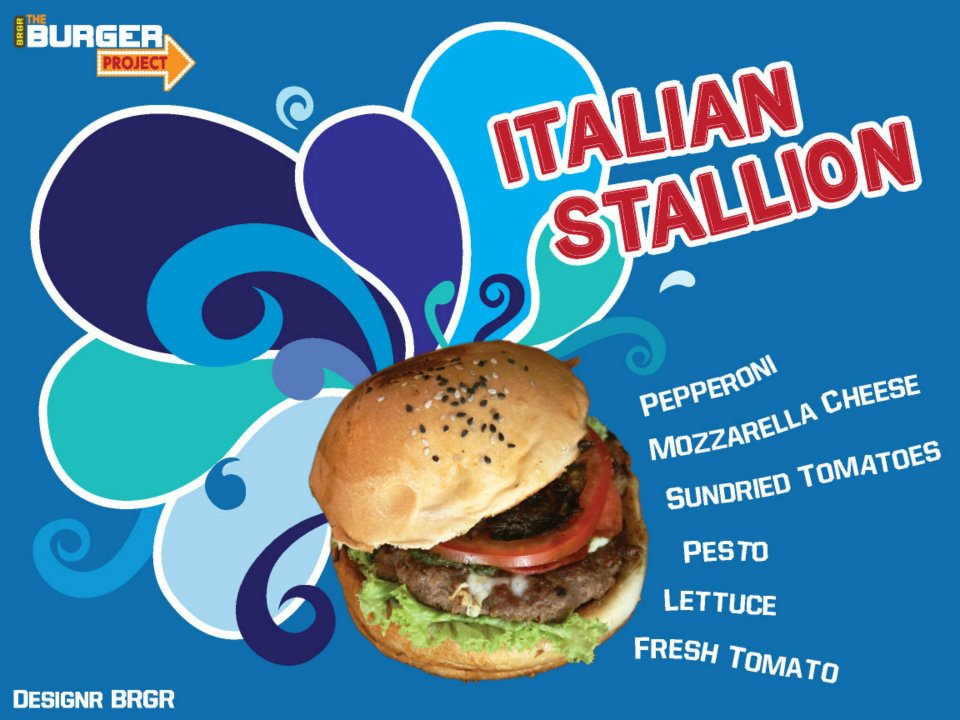 BRGR
THE
BURGER
PROJECT
ITALIAN
STALLION
PEPPERONI
MOZZARELLA CHEESE
SUNDRIED TOMATOES
PESTO
LETTUCE
FRESH TOMATO
DESIGNR BRGR